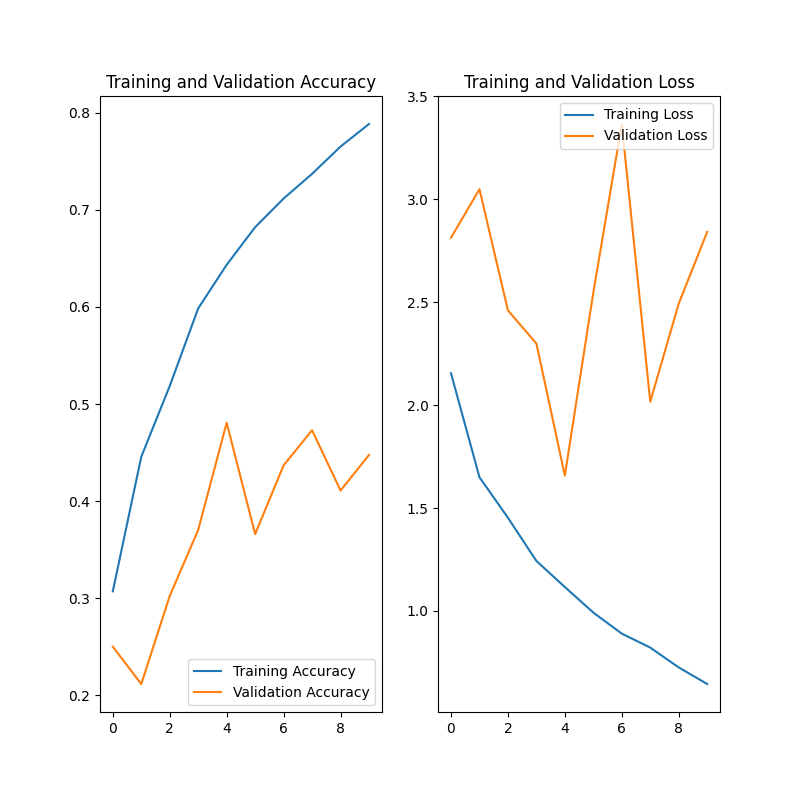 Training and Validation Accuracy
0.8
0.7
0.6
0.5
0.4
0.3
0.2
0 2 4 6 8
Training Accuracy
Validation Accuracy
Training and Validation Loss
3.5
3.0
2.5
2.0
1.5
1.0
0 2 4 6 8
Training Loss
Validation Loss